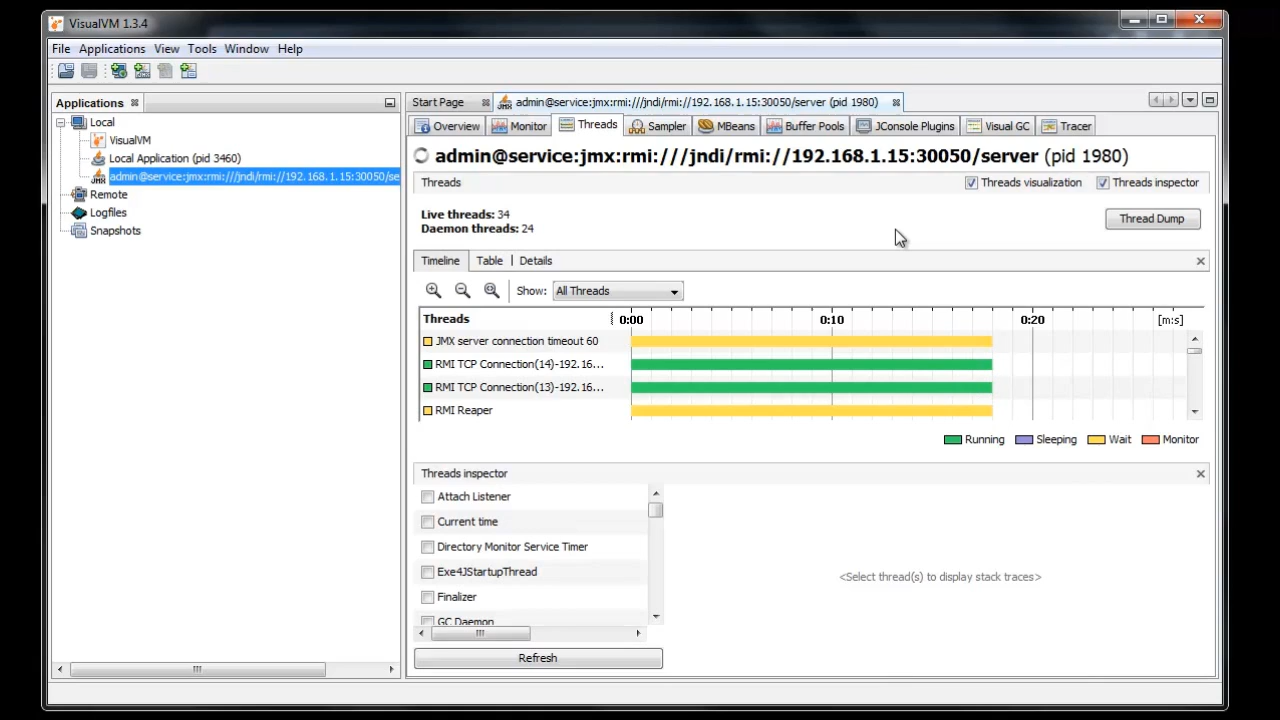 VisualVM 1.3.4
File Applications View Tools Window Help
Applications
Local
VisualVM
Local Application (pid 3460)
JMX admin@service:jmx:rmi:///jndi/rmi://192.168.1.15:30050/se
Remote
Logfiles
Snapshots
Start Page JMX admin@service:jmx:rmi:///jndi/rmi://192.168.1.15:30050/server (pid 1980)
Overview Monitor Threads Sampler MBeans Buffer Pools JConsole Plugins Visual GC Tracer
admin@service:jmx:rmi:///jndi/rmi://192.168.1.15:30050/server (pid 1980)
Threads Threads visualization Threads inspector
Live threads: 34
Daemon threads: 24
Thread Dump
Timeline Table Details
Show: All Threads
Threads 0:00 0:10 0:20 [m:s]
JMX server connection timeout 60
RMI TCP Connection(14)-192.16...
RMI TCP Connection(13)-192.16...
RMI Reaper
Running Sleeping Wait Monitor
Threads inspector
Attach Listener
Current time
Directory Monitor Service Timer
Exe4JStartupThread
Finalizer
GC Daemon
<Select thread(s) to display stack traces>
Refresh